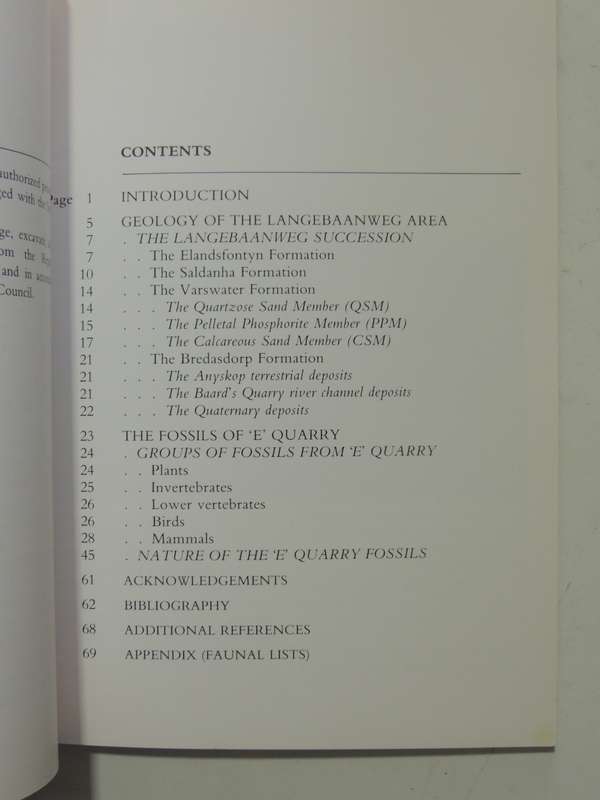 authorized
ged with the
ge, excavate
om the
and in
Council.
CONTENTS
Page
1 INTRODUCTION
5 GEOLOGY OF THE LANGEBAANWEG AREA
7 . THE LANGEBAANWEG SUCCESSION
7 . . The Elandsfontyn Formation
10 . . The Saldanha Formation
14 . . The Varswater Formation
14 . . . The Quartzose Sand Member (QSM)
15 . . . The Pelletal Phosphorite Member (PPM)
17 . . . The Calcareous Sand Member (CSM)
21 . . The Bredasdorp Formation
21 . . . The Anyskop terrestrial deposits
21 . . . The Baard's Quarry river channel deposits
22 . . . The Quaternary deposits
23 THE FOSSILS OF 'E' QUARRY
24 . GROUPS OF FOSSILS FROM 'E' QUARRY
24 . . Plants
25 . . Invertebrates
26 . . Lower vertebrates
26 . . Birds
28 . . Mammals
45 . NATURE OF THE 'E' QUARRY FOSSILS
61 ACKNOWLEDGEMENTS
62 BIBLIOGRAPHY
68 ADDITIONAL REFERENCES
69 APPENDIX (FAUNAL LISTS)